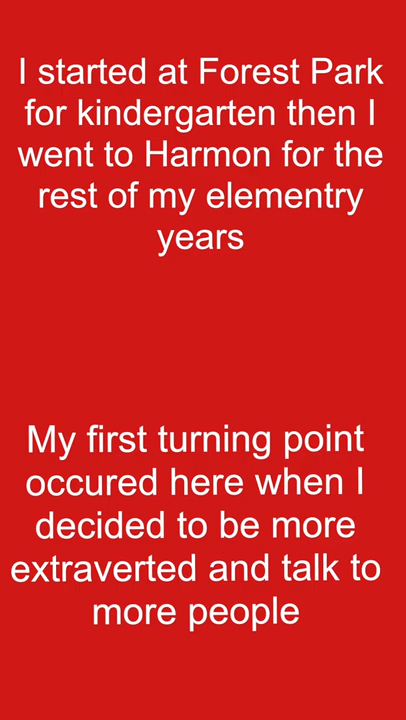 I started at Forest Park
for kindergarten then I
went to Harmon for the
rest of my elementry
years
My first turning point
occured here when I
decided to be more
extraverted and talk to
more people